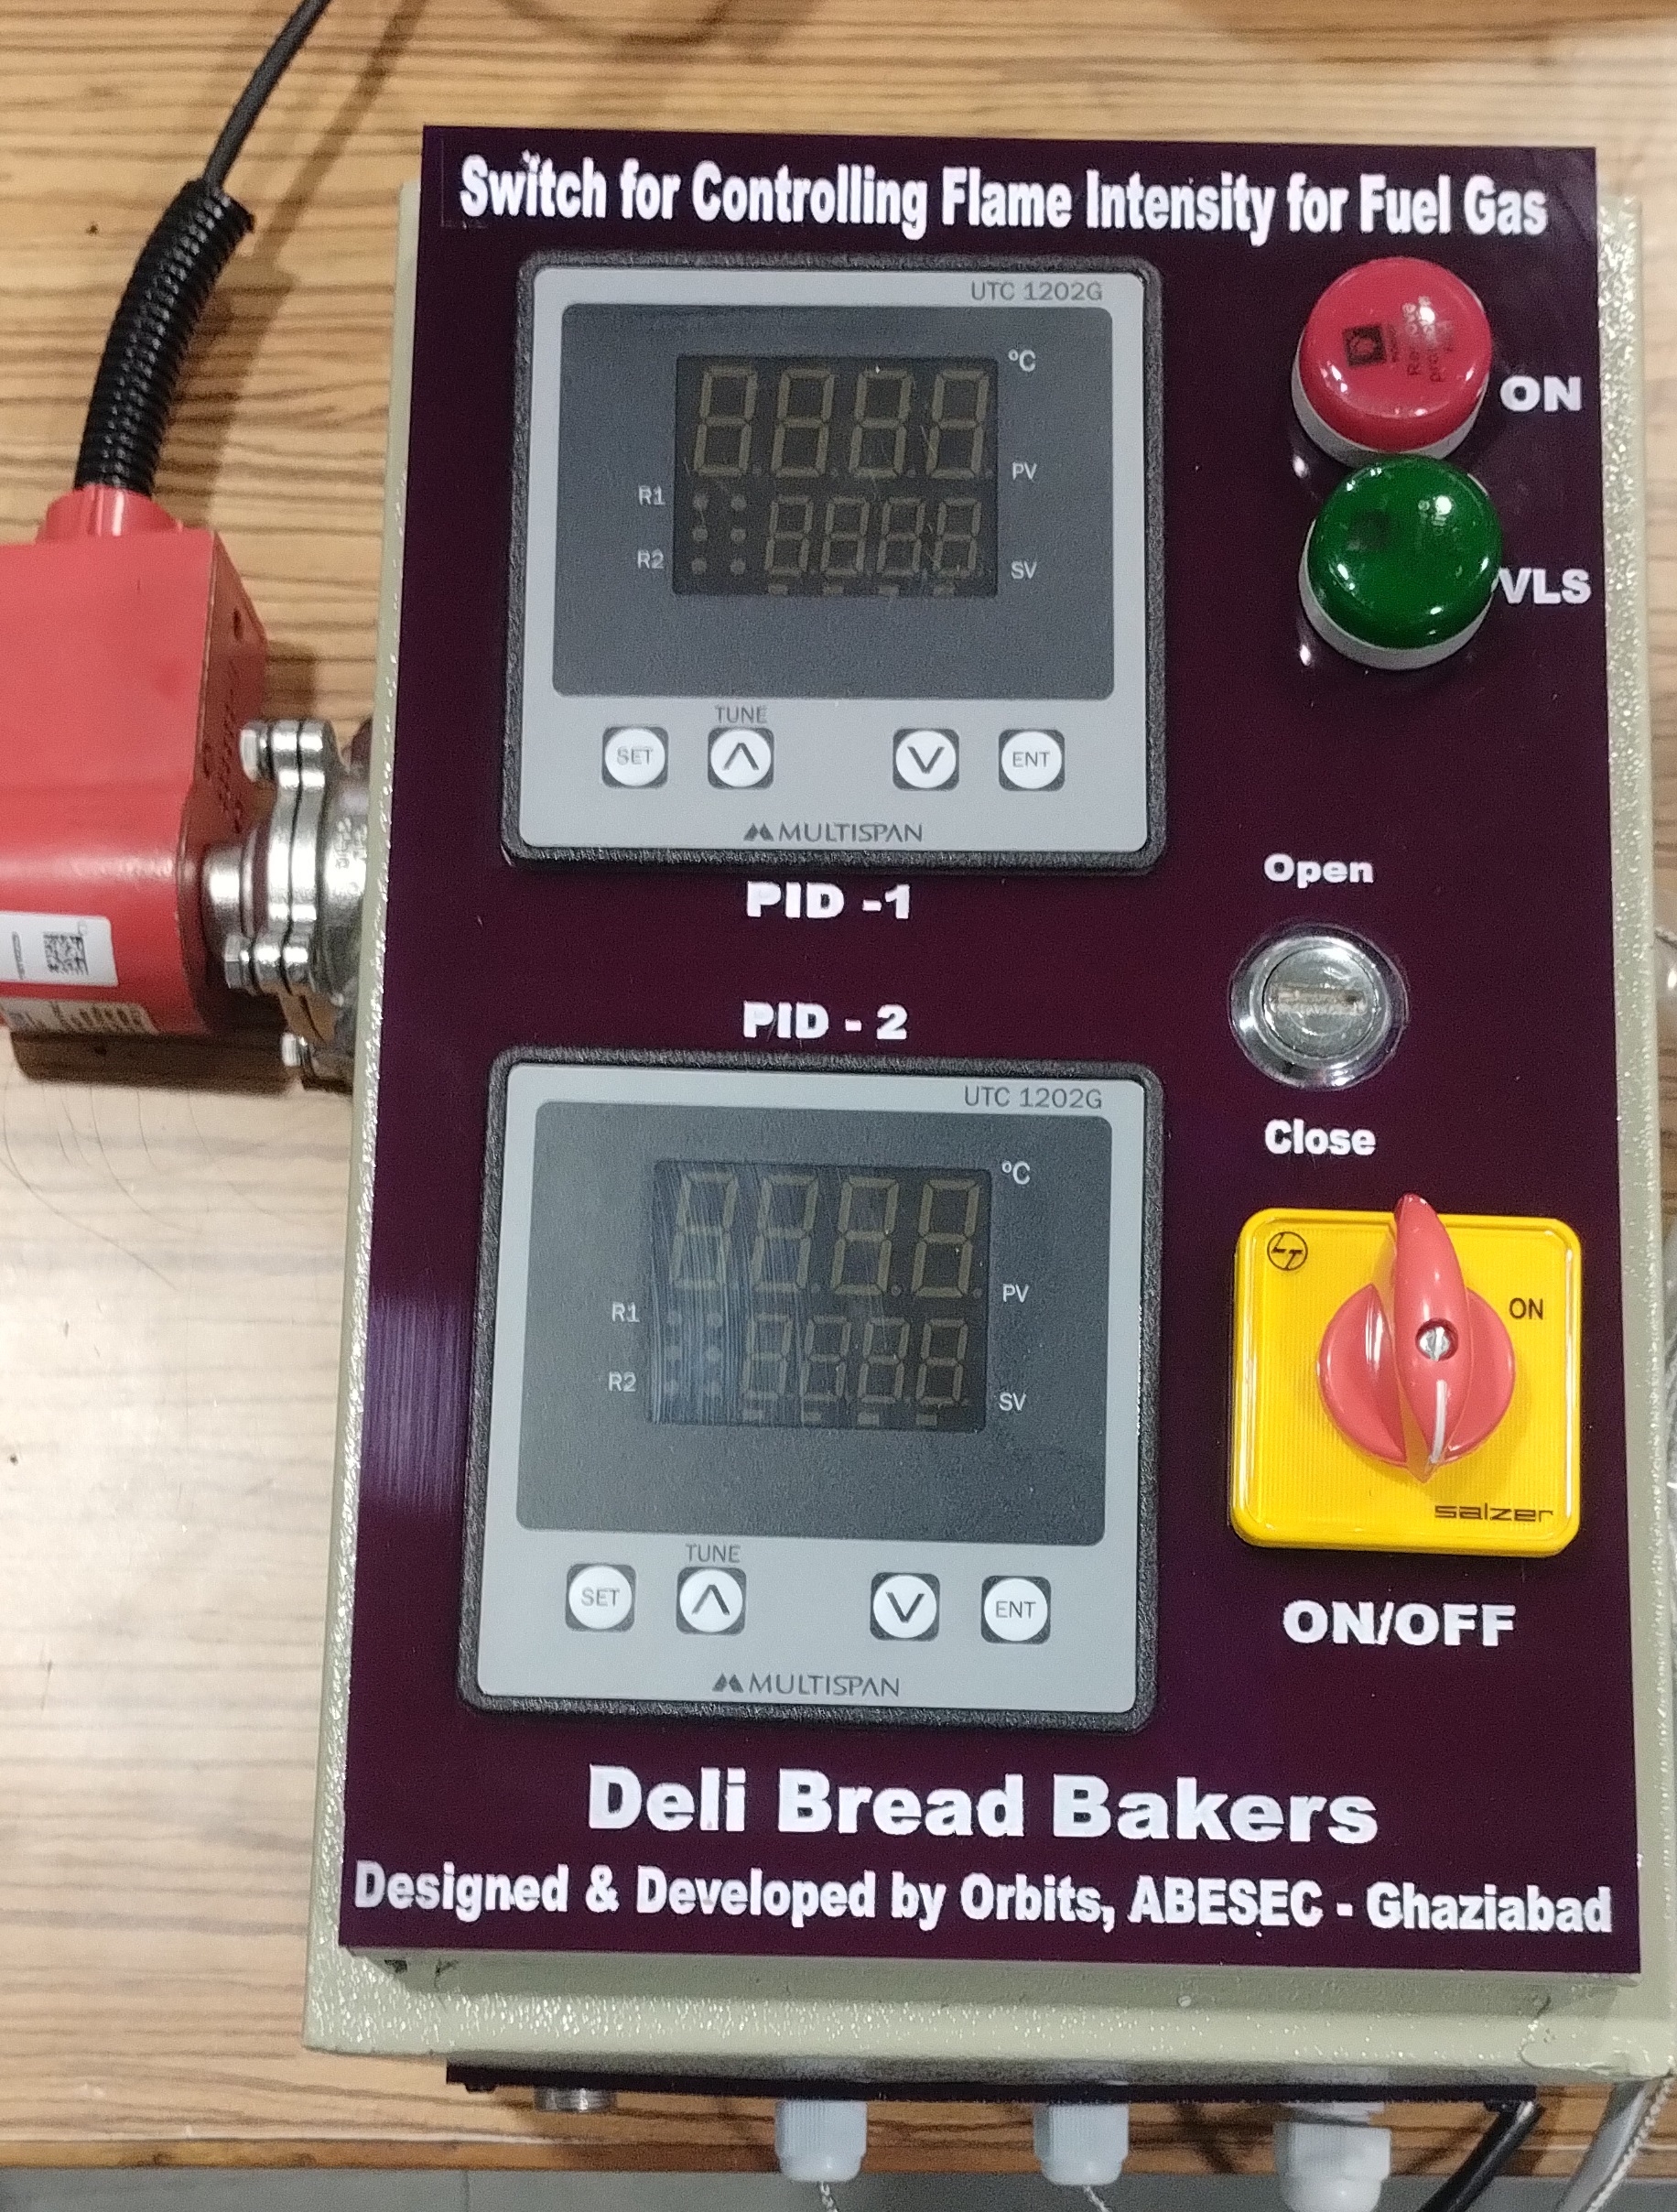 Switch for Controlling Flame Intensity for Fuel Gas
UTC 1202G
°C
PV
R1
R2
SV
TUNE
SET
ENT
MULTISPAN
PID -1
ON
VLS
Open
Close
PID - 2
UTC 1202G
°C
PV
R1
R2
SV
TUNE
SET
ENT
MULTISPAN
LT
ON
salzer
ON/OFF
Deli Bread Bakers
Designed & Developed by Orbits, ABESEC - Ghaziabad